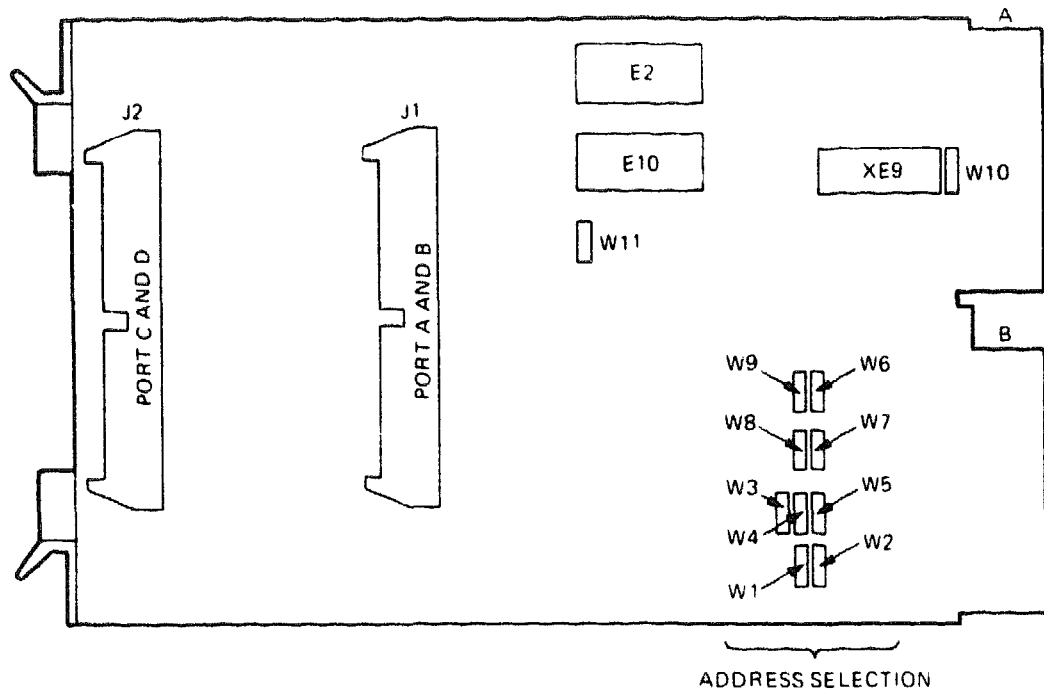 A
E2
J2
J1
E10
XE9
W10
W11
PORT C AND D
PORT A AND B
B
W9
W6
W8
W7
W3
W5
W4
W2
W1
ADDRESS SELECTION